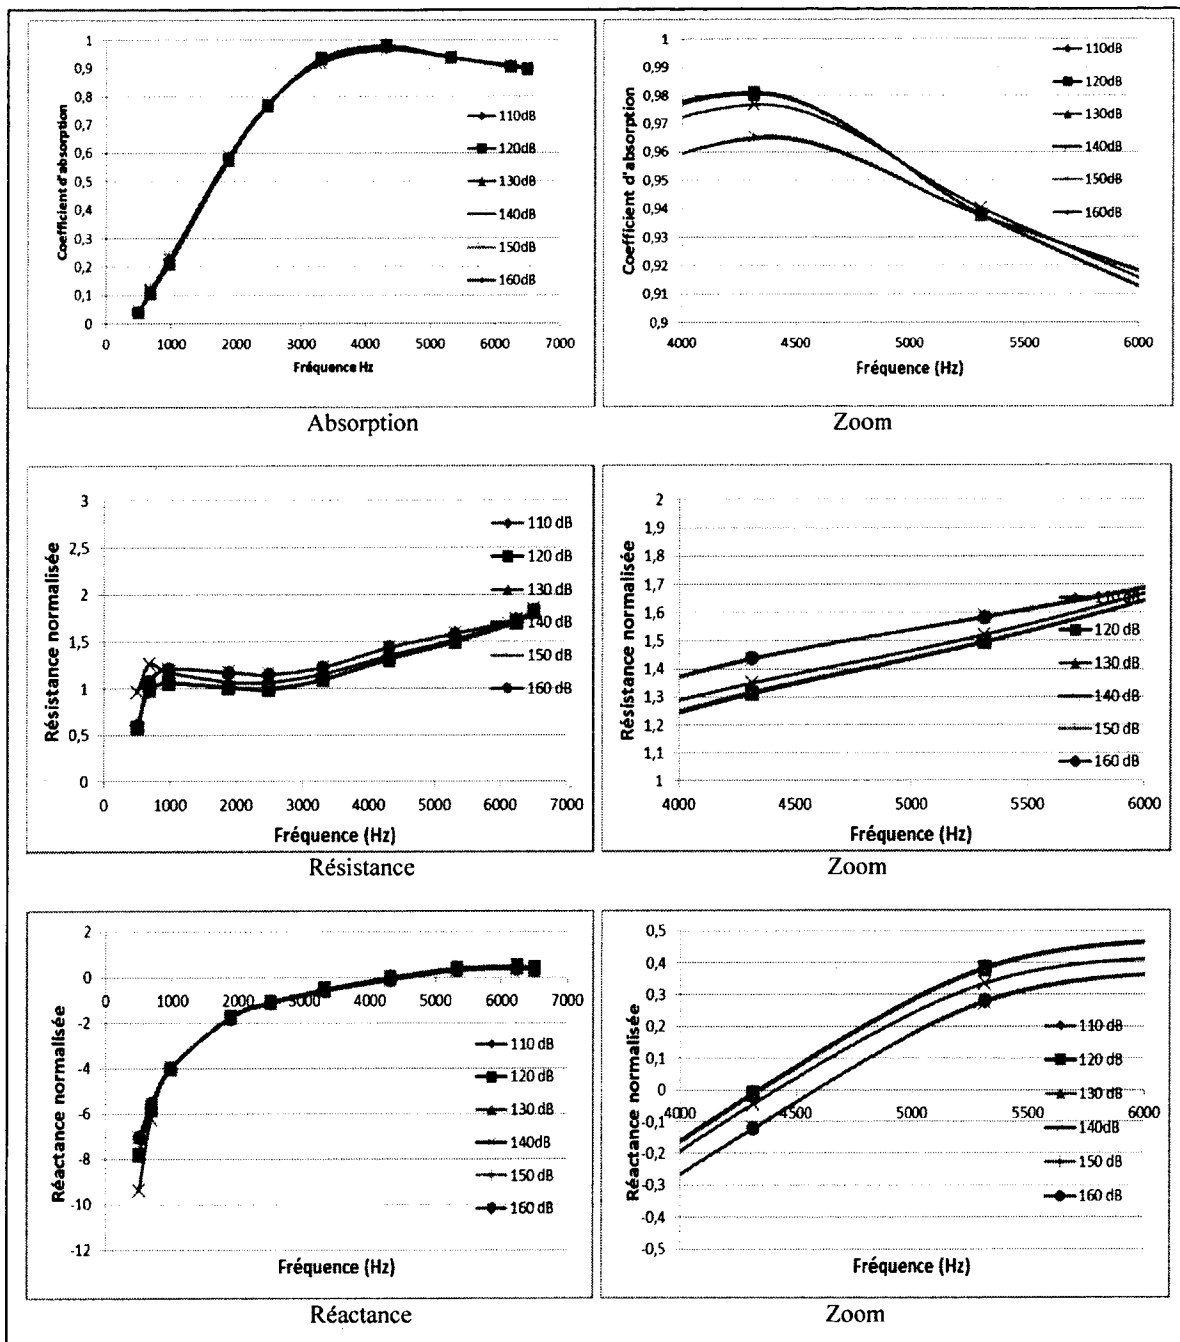 1
0,9
0,8
0,7
0,6
0,5
0,4
0,3
0,2
0,1
0
Coefficient d'absorption
0 1000 2000 3000 4000 5000 6000 7000
Fréquence Hz
110dB
120dB
130dB
140dB
150dB
160dB
Absorption
1
0,99
0,98
0,97
0,96
0,95
0,94
0,93
0,92
0,91
0,9
Coefficient d'absorption
4000 4500 5000 5500 6000
Fréquence (Hz)
110dB
120dB
130dB
140dB
150dB
160dB
Zoom
3
2,5
2
1,5
1
0,5
0
Résistance normalisée
0 1000 2000 3000 4000 5000 6000 7000
Fréquence (Hz)
110 dB
120 dB
130 dB
140 dB
150 dB
160 dB
Résistance
2
1,9
1,8
1,7
1,6
1,5
1,4
1,3
1,2
1,1
1
Résistance normalisée
4000 4500 5000 5500 6000
Fréquence (Hz)
110 dB
120 dB
130 dB
140 dB
150 dB
160 dB
Zoom
2
0
-2
-4
-6
-8
-10
-12
Réactance normalisée
0 1000 2000 3000 4000 5000 6000 7000
Fréquence (Hz)
110 dB
120 dB
130 dB
140dB
150 dB
160 dB
Réactance
0,5
0,4
0,3
0,2
0,1
0
-0,1
-0,2
-0,3
-0,4
-0,5
Réactance normalisée
4000 4500 5000 5500 6000
Fréquence (Hz)
110 dB
120 dB
130 dB
140dB
150 dB
160 dB
Zoom